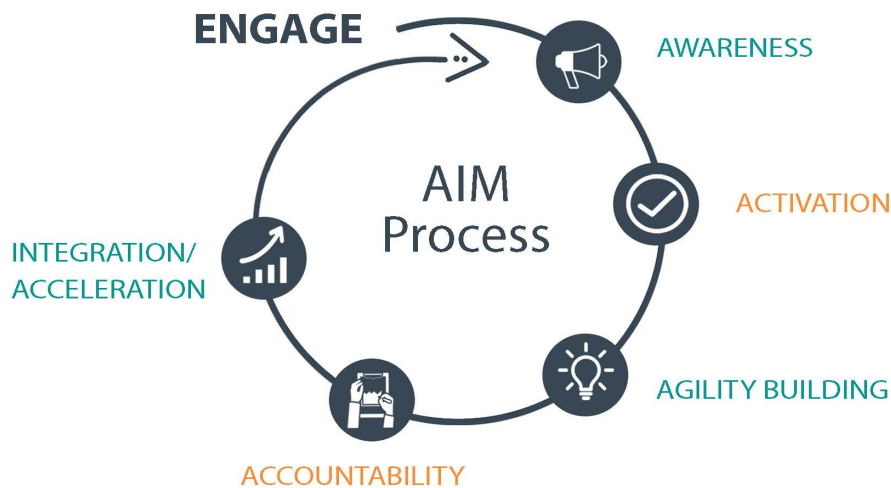 ENGAGE
AWARENESS
AIM
Process
ACTIVATION
INTEGRATION/
ACCELERATION
AGILITY BUILDING
ACCOUNTABILITY